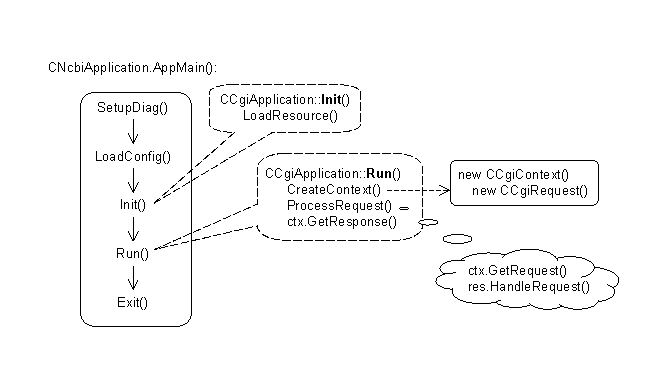 CNcbiApplication.AppMain():
SetupDiag()
LoadConfig()
Init()
Run()
Exit()
CCgiApplication::Init()
LoadResource()
CCgiApplication::Run()
CreateContext()
ProcessRequest()
ctx.GetResponse()
new CCgiContext()
new CCgiRequest()
ctx.GetRequest()
res.HandleRequest()